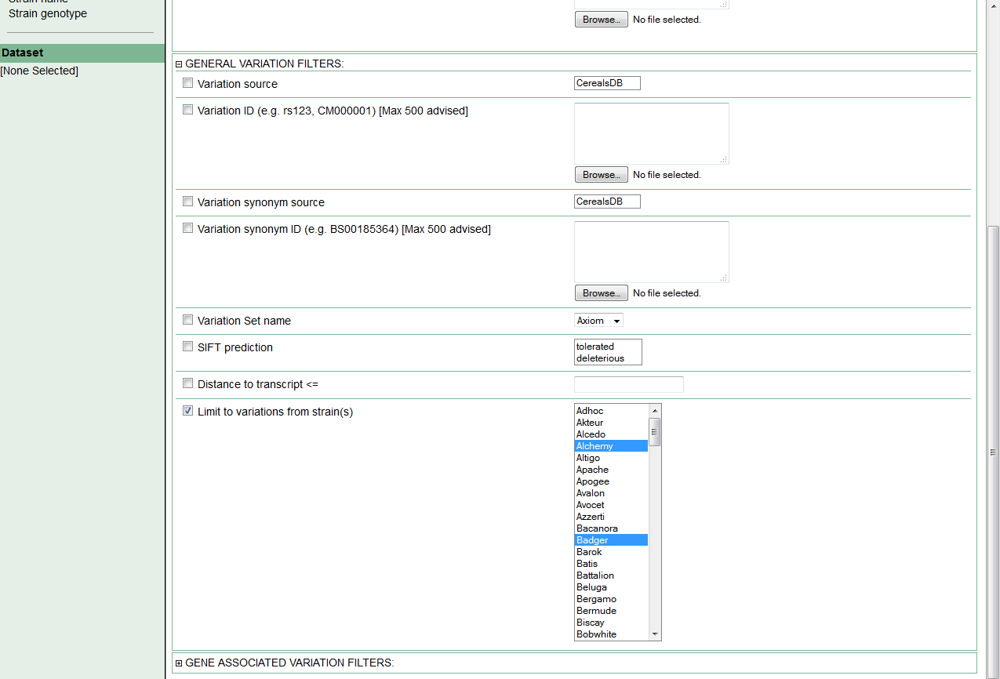 Strain name
Strain genotype
Dataset
[None Selected]
Browse... No file selected.
GENERAL VARIATION FILTERS:
Variation source CerealsDB
Variation ID (e.g. rs123, CM000001) [Max 500 advised]
Browse... No file selected.
Variation synonym source CerealsDB
Variation synonym ID (e.g. BS00185364) [Max 500 advised]
Browse... No file selected.
Variation Set name Axiom
SIFT prediction tolerated
deleterious
Distance to transcript <=
Limit to variations from strain(s)
Adhoc
Akteur
Alcedo
Alchemy
Altigo
Apache
Apogee
Avalon
Avocet
Azzerti
Bacanora
Badger
Barok
Batis
Battalion
Beluga
Bergamo
Bermude
Biscay
Bobwhite
GENE ASSOCIATED VARIATION FILTERS: